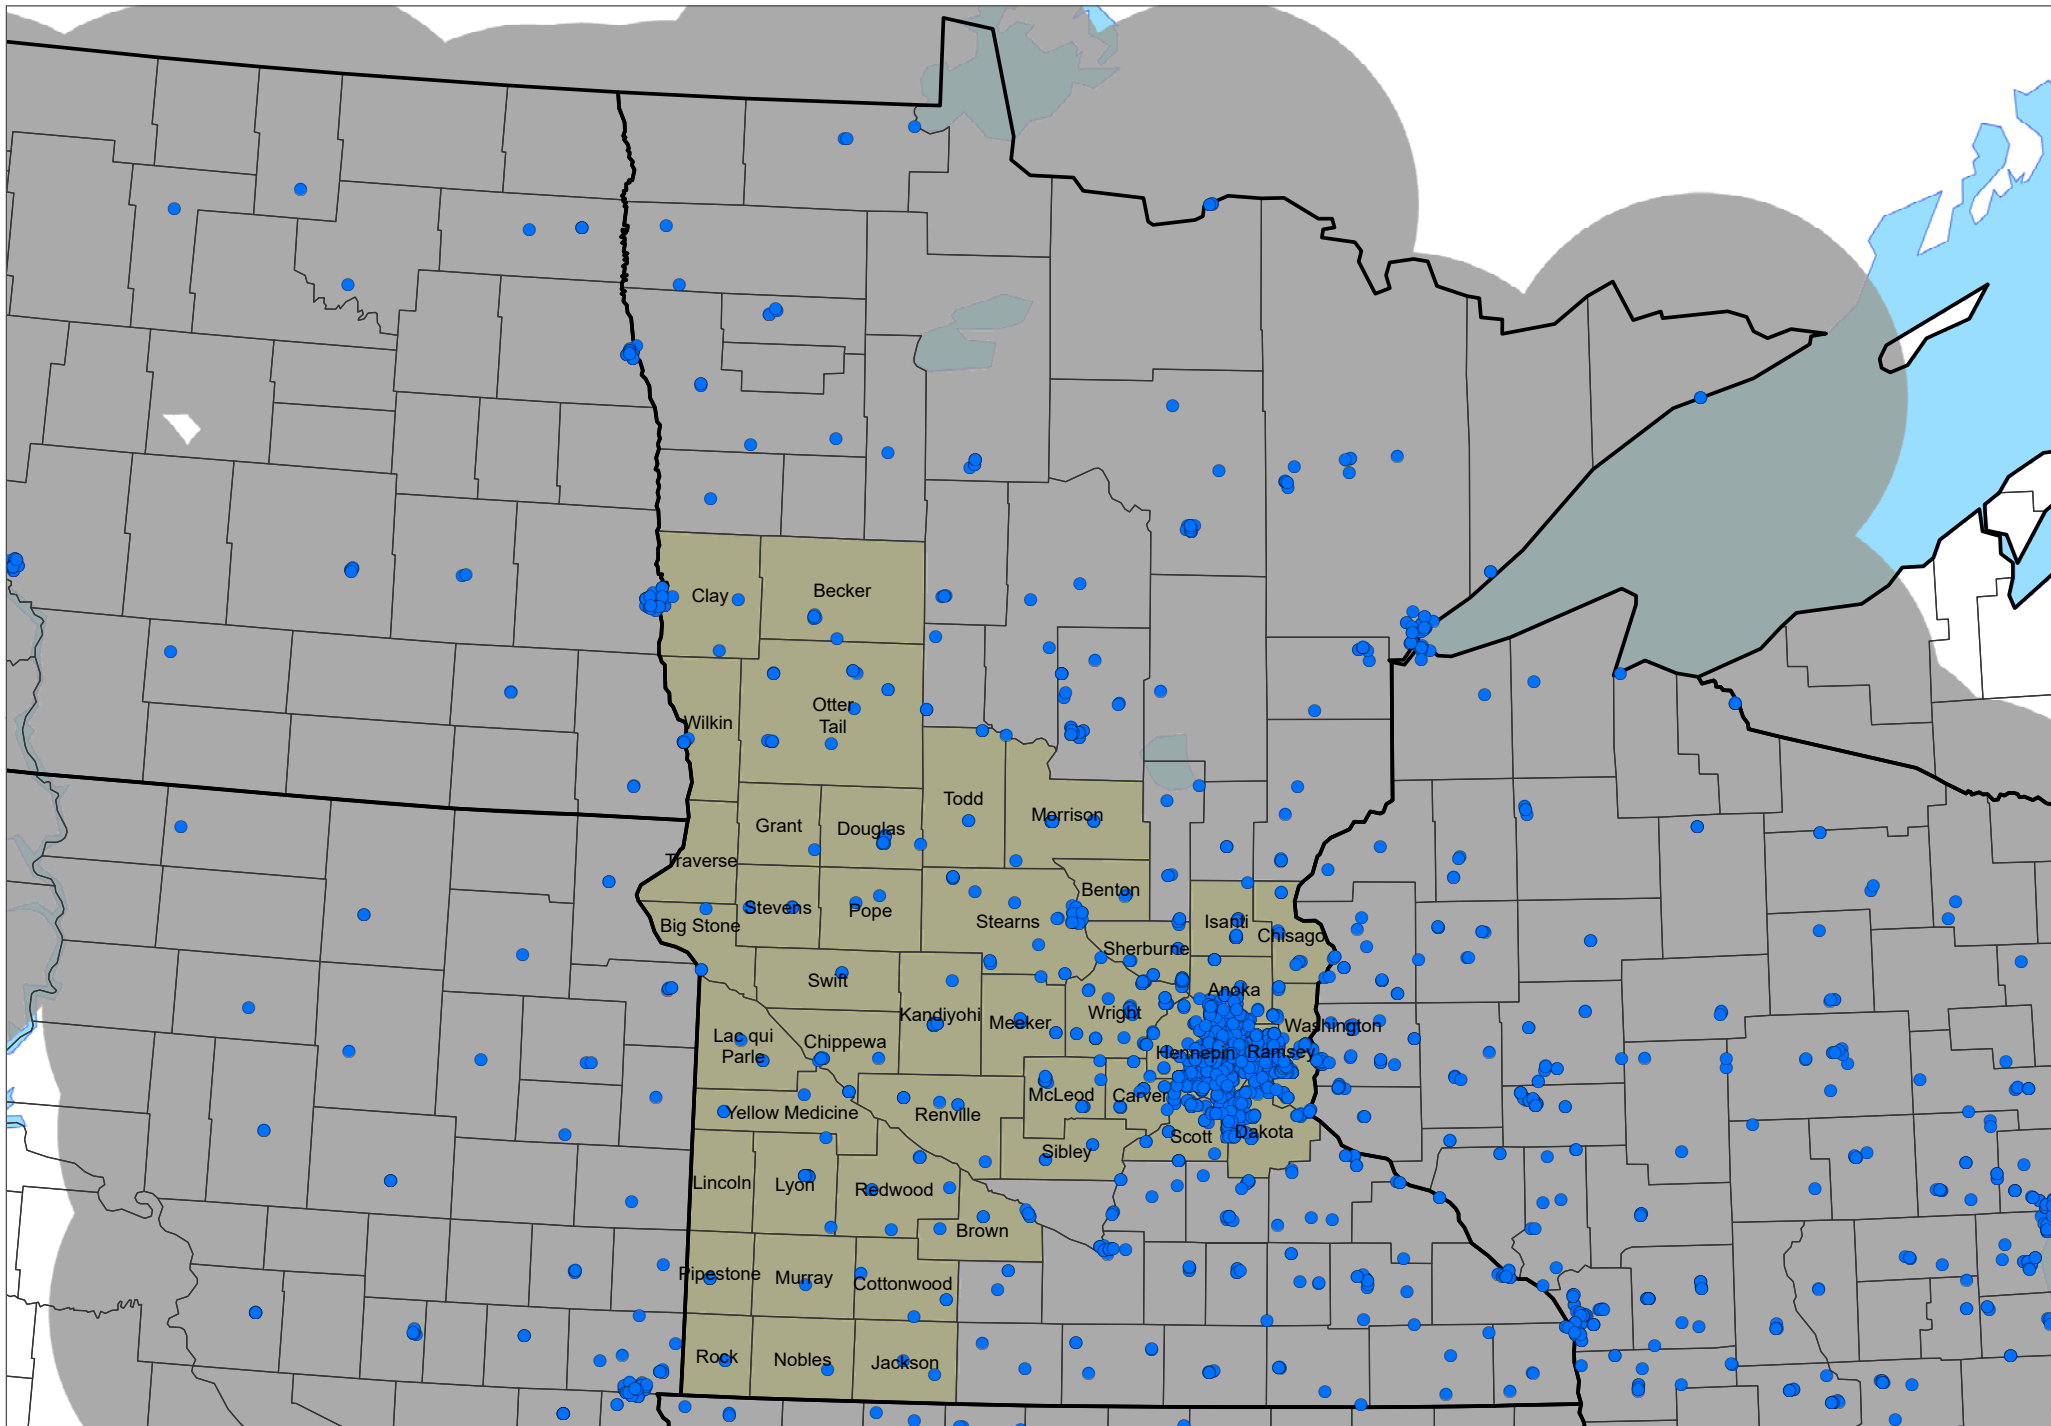 Clay
Becker
Otter
Tail
Wilkin
Todd
Morrison
Grant
Douglas
Traverse
Benton
Stevens
Pope
Big Stone
Stearns
Isanti
Chisago
Sherburne
Swift
Anoka
Kandiyohi
Meeker
Wright
Washington
Lac qui
Parle
Chippewa
Hennepin
Ramsey
McLeod
Carver
Yellow Medicine
Renville
Scott
Dakota
Sibley
Lincoln
Lyon
Redwood
Brown
Pipestone
Murray
Cottonwood
Rock
Nobles
Jackson